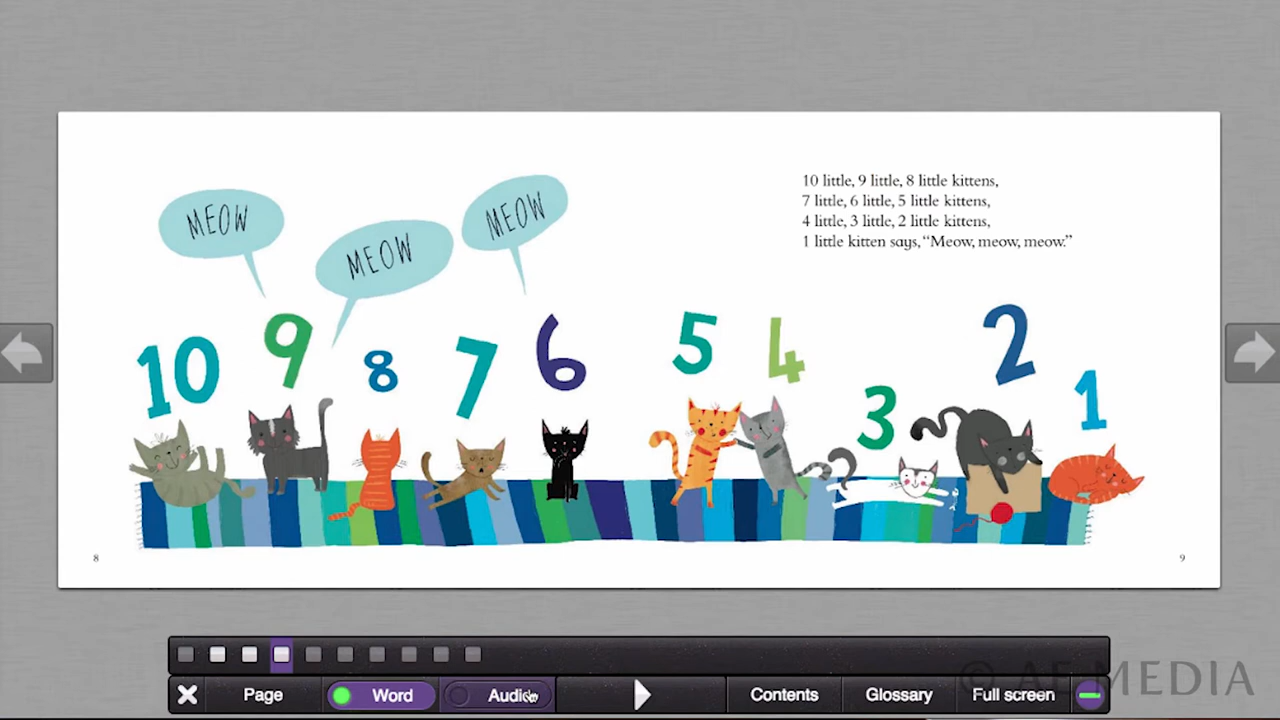 MEOW
MEOW
MEOW
10 little, 9 little, 8 little kittens,
7 little, 6 little, 5 little kittens,
4 little, 3 little, 2 little kittens,
1 little kitten says, “Meow, meow, meow.”
10 9 8 7 6 5 4 3 2 1
8
9
Page Word Audio Contents Glossary Full screen
© AE MEDIA